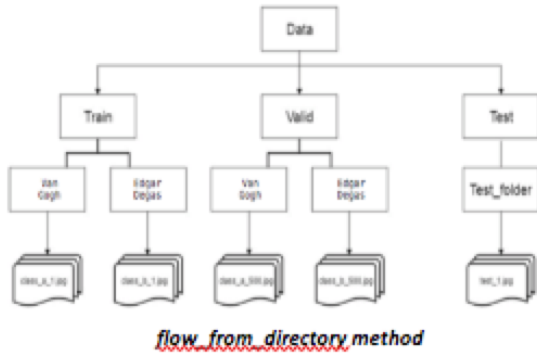 Data
Train
Valid
Test
Van
Gogh
Edgar
Degas
Van
Gogh
Edgar
Degas
Test_folder
class_a_1.jpg
class_b_1.jpg
class_a_500.jpg
class_b_500.jpg
test_1.jpg
flow_from_directory method